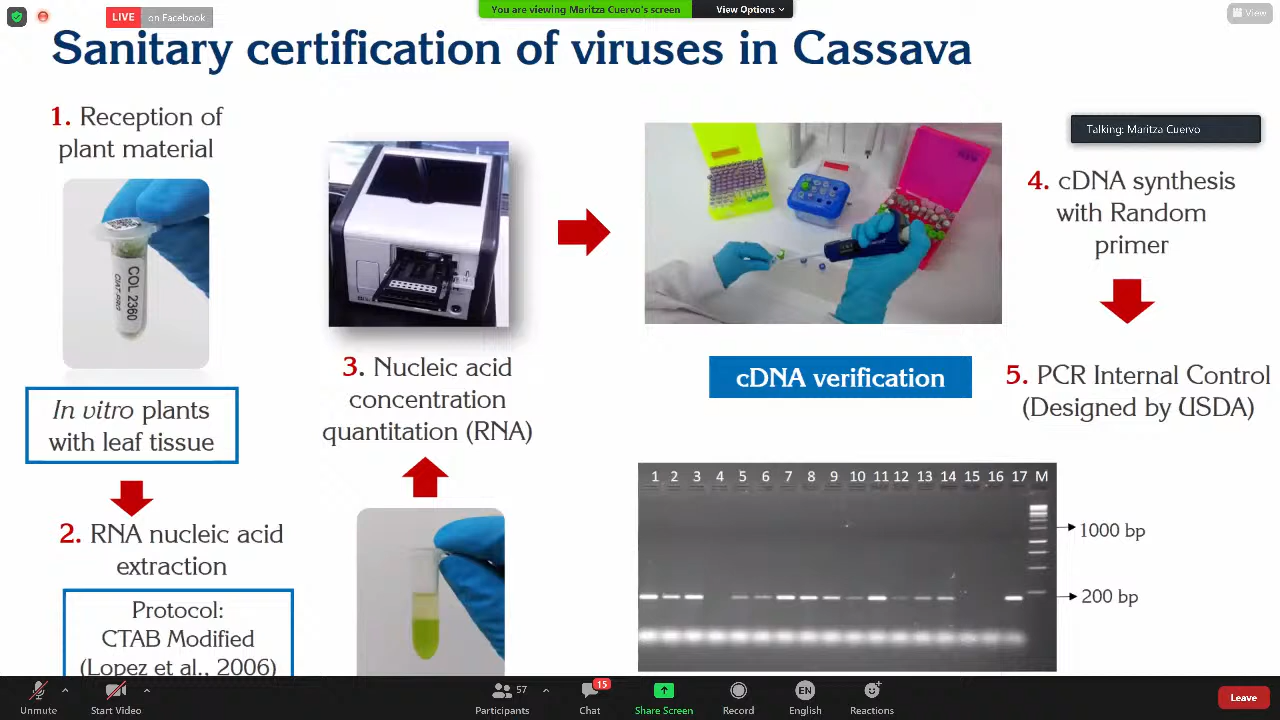 LIVE on Facebook
You are viewing Maritza Cuervo's screen
View Options
View
Sanitary certification of viruses in Cassava
Talking: Maritza Cuervo
1. Reception of
plant material
COL 2360
In vitro plants
with leaf tissue
2. RNA nucleic acid
extraction
Protocol:
CTAB Modified
(Lopez et al., 2006)
3. Nucleic acid
concentration
quantitation (RNA)
4. cDNA synthesis
with Random
primer
cDNA verification
5. PCR Internal Control
(Designed by USDA)
1 2 3 4 5 6 7 8 9 10 11 12 13 14 15 16 17 M
1000 bp
200 bp
Unmute
Start Video
57
Participants
15
Chat
Share Screen
Record
EN
English
Reactions
Leave